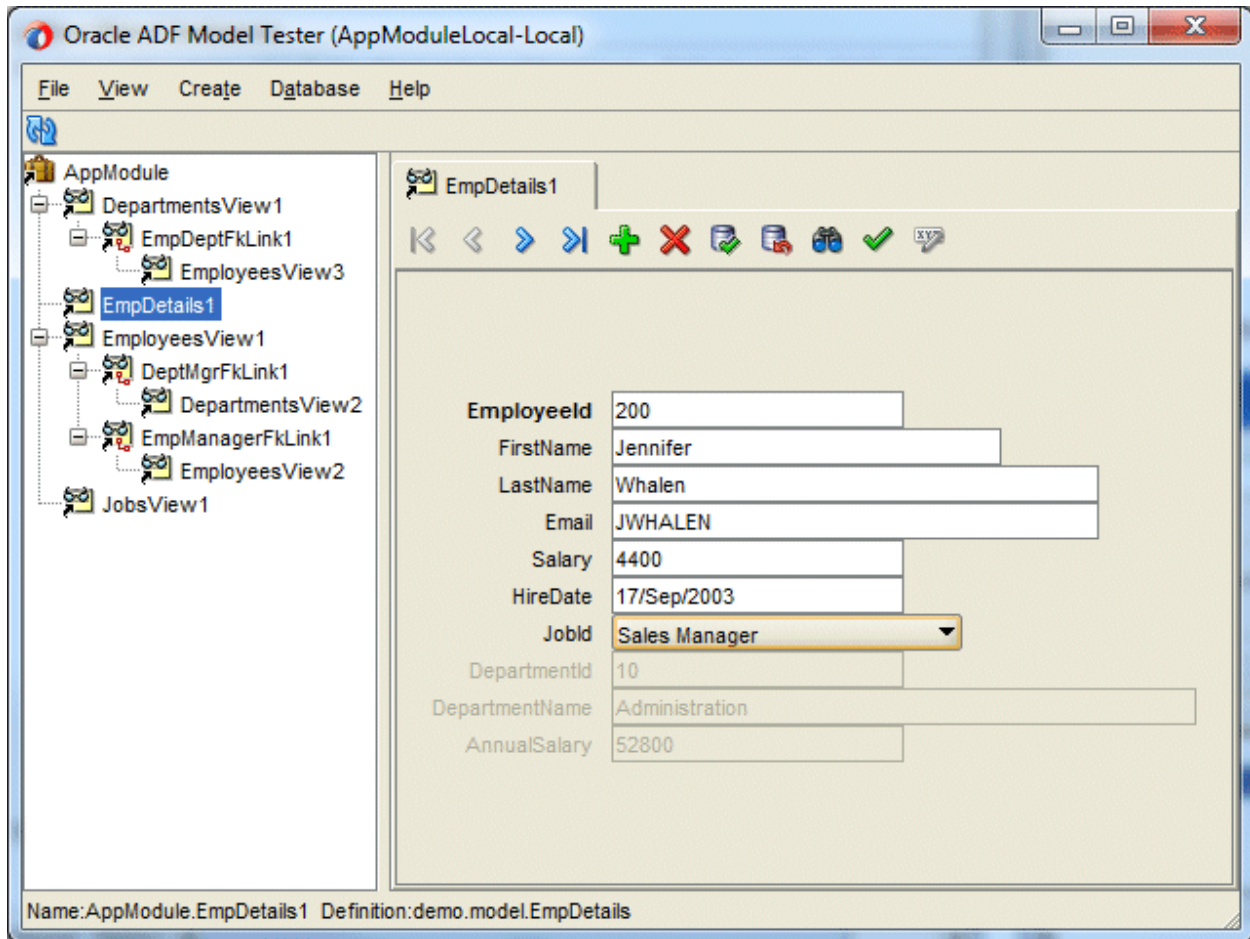 Oracle ADF Model Tester (AppModuleLocal-Local)
File View Create Database Help
AppModule
DepartmentsView1
EmpDeptFkLink1
EmployeesView3
EmpDetails1
EmployeesView1
DeptMgrFkLink1
DepartmentsView2
EmpManagerFkLink1
EmployeesView2
JobsView1
EmpDetails1
XYZ
EmployeeId 200
FirstName Jennifer
LastName Whalen
Email JWHALEN
Salary 4400
HireDate 17/Sep/2003
JobId Sales Manager
DepartmentId 10
DepartmentName Administration
AnnualSalary 52800
Name:AppModule.EmpDetails1 Definition:demo.model.EmpDetails